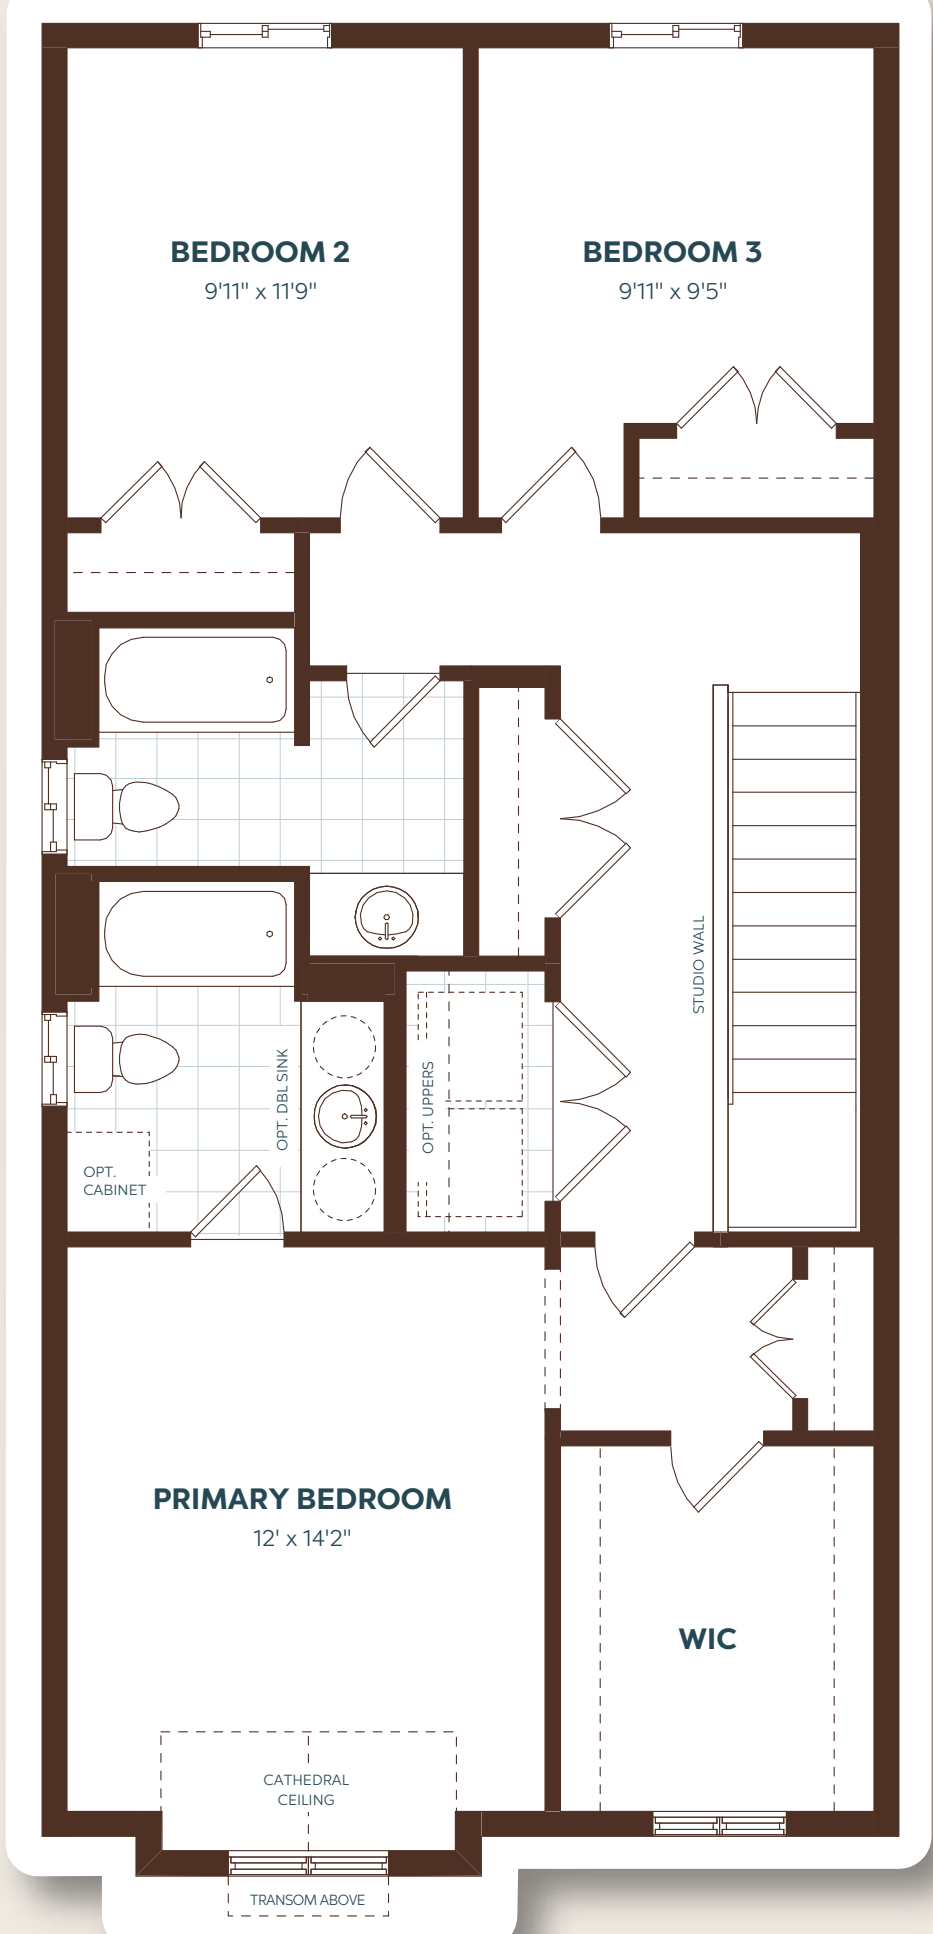 BEDROOM 2
9'11" x 11'9"
BEDROOM 3
9'11" x 9'5"
STUDIO WALL
OPT. DBL SINK
OPT. UPPERS
OPT.
CABINET
PRIMARY BEDROOM
12' x 14'2"
WIC
CATHEDRAL
CEILING
TRANSOM ABOVE